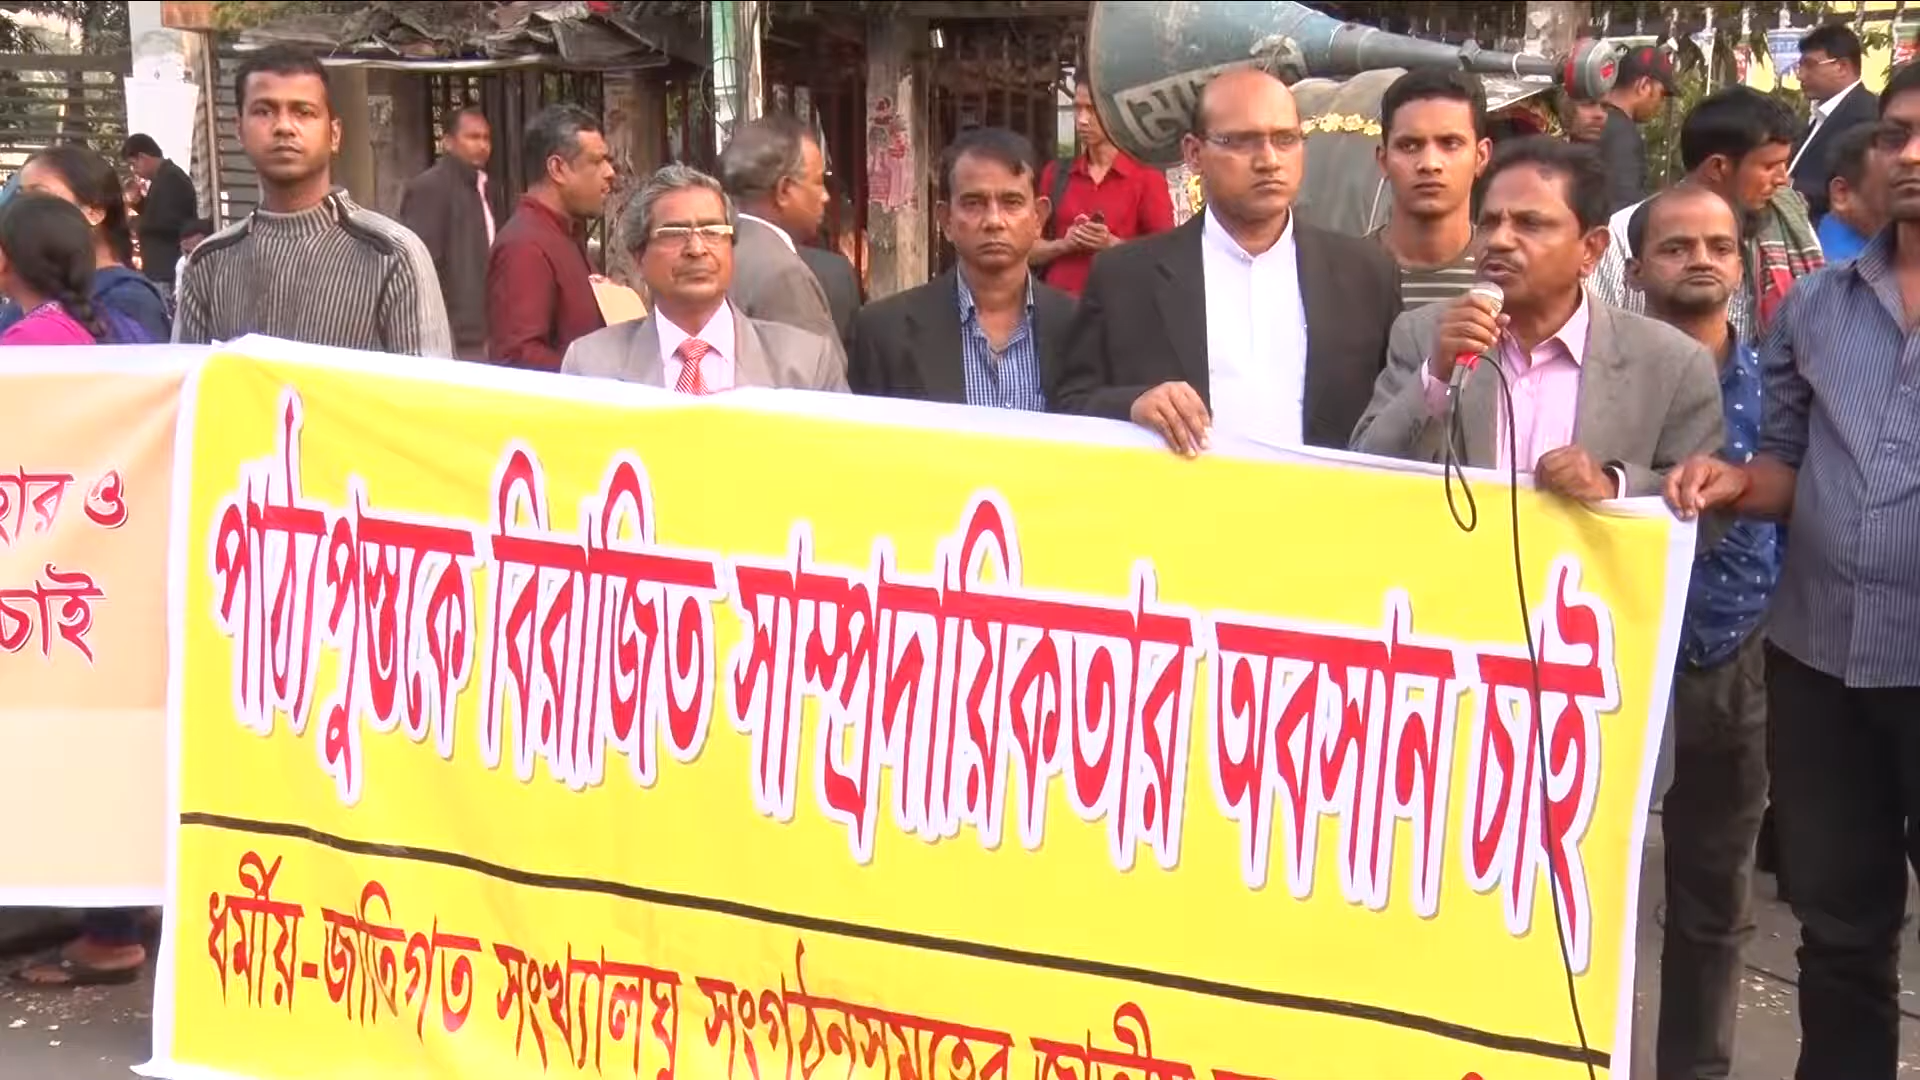 হার ও
চাই
পাঠ্যপুস্তকে বিরাজিত সাম্প্রদায়িকতার অবসান চাই
ধর্মীয়-জাতিগত সংখ্যালঘু সংগঠনসমূহের জাতীয়